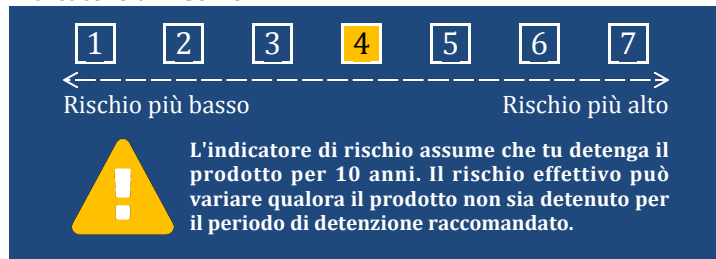 1 2 3 4 5 6 7
Rischio più basso Rischio più alto
L'indicatore di rischio assume che tu detenga il
prodotto per 10 anni. Il rischio effettivo può
variare qualora il prodotto non sia detenuto per
il periodo di detenzione raccomandato.